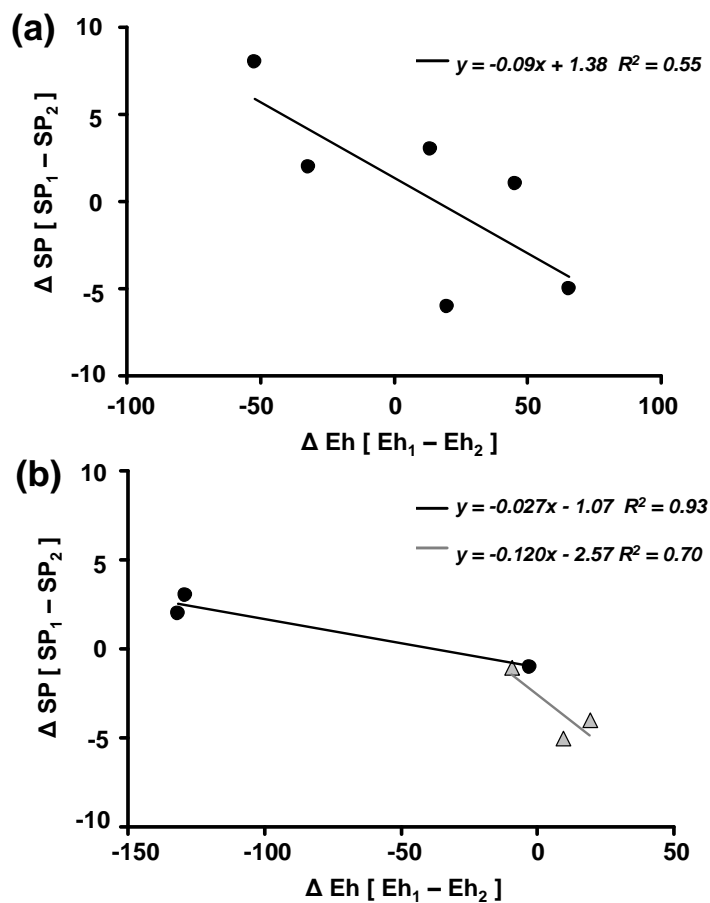 (a)
10
5
0
-5
-10
Δ SP [ SP₁ – SP₂ ]
y = -0.09x + 1.38 R² = 0.55
-100 -50 0 50 100
Δ Eh [ Eh₁ – Eh₂ ]
(b)
10
5
0
-5
-10
Δ SP [ SP₁ – SP₂ ]
y = -0.027x - 1.07 R² = 0.93
y = -0.120x - 2.57 R² = 0.70
-150 -100 -50 0 50
Δ Eh [ Eh₁ – Eh₂ ]